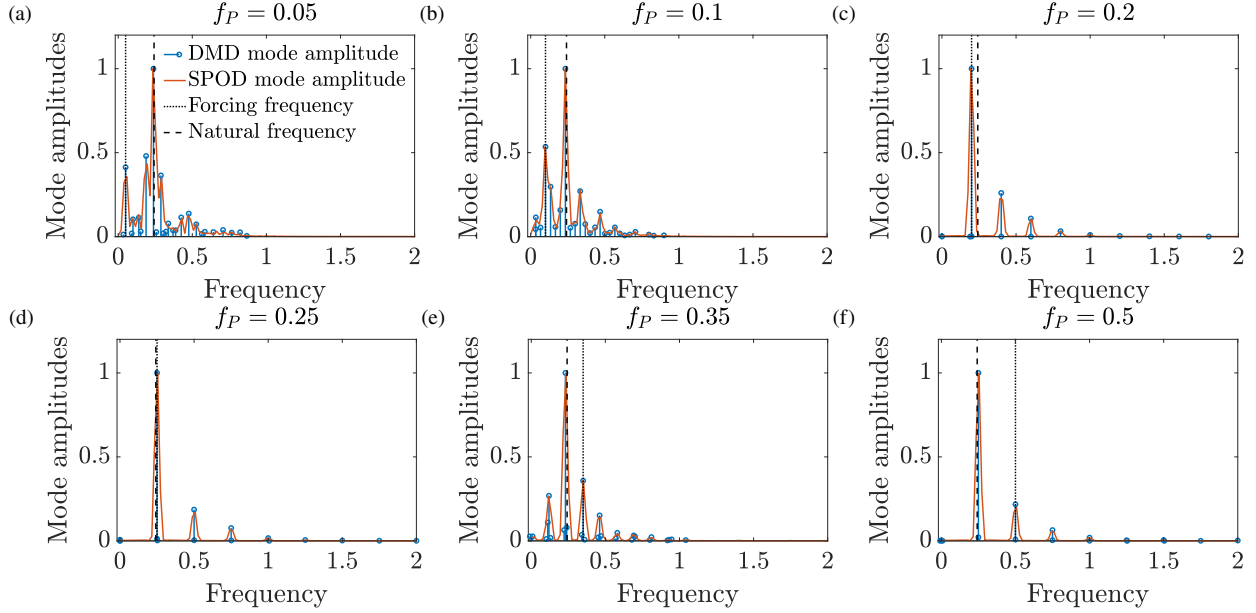 (a)
f_P = 0.05
Mode amplitudes
1
0.5
0
DMD mode amplitude
SPOD mode amplitude
Forcing frequency
Natural frequency
0 0.5 1 1.5 2
Frequency
(b)
f_P = 0.1
Mode amplitudes
1
0.5
0
0 0.5 1 1.5 2
Frequency
(c)
f_P = 0.2
Mode amplitudes
1
0.5
0
0 0.5 1 1.5 2
Frequency
(d)
f_P = 0.25
Mode amplitudes
1
0.5
0
0 0.5 1 1.5 2
Frequency
(e)
f_P = 0.35
Mode amplitudes
1
0.5
0
0 0.5 1 1.5 2
Frequency
(f)
f_P = 0.5
Mode amplitudes
1
0.5
0
0 0.5 1 1.5 2
Frequency